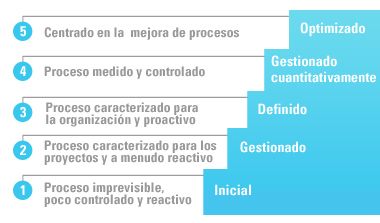 5 Centrado en la mejora de procesos Optimizado
4 Proceso medido y controlado Gestionado
cuantitativamente
3 Proceso caracterizado para
la organización y proactivo Definido
2 Proceso caracterizado para los
proyectos y a menudo reactivo Gestionado
1 Proceso imprevisible,
poco controlado y reactivo Inicial